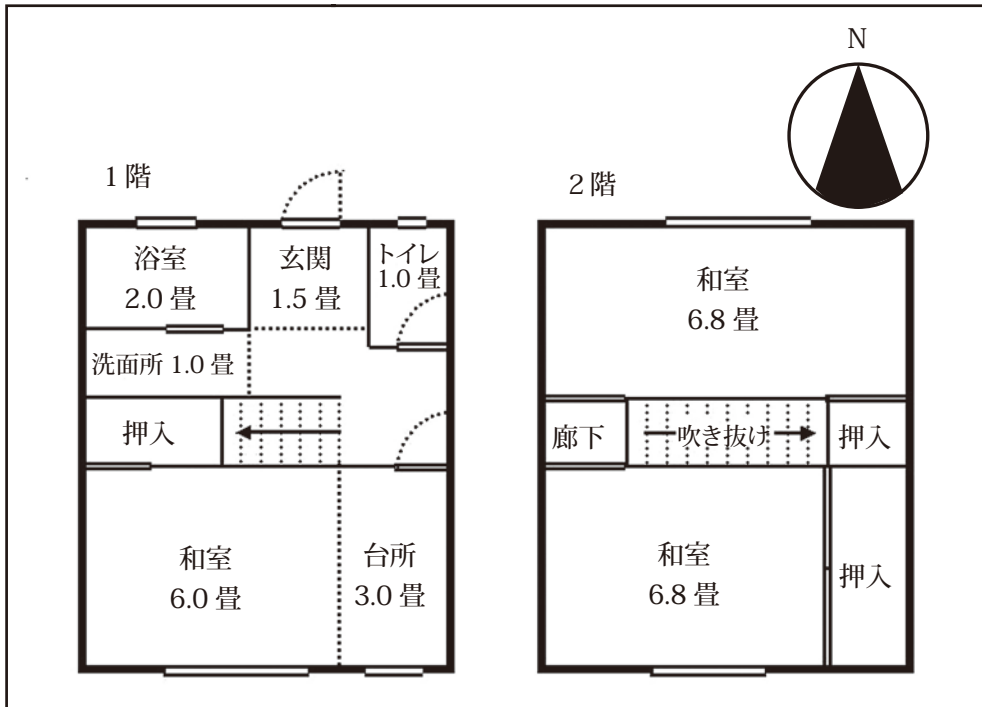 N
1階
2階
浴室
2.0 畳
玄関
1.5 畳
トイレ
1.0 畳
洗面所 1.0 畳
押入
和室
6.0 畳
台所
3.0 畳
和室
6.8 畳
廊下
吹き抜け
押入
和室
6.8 畳
押入